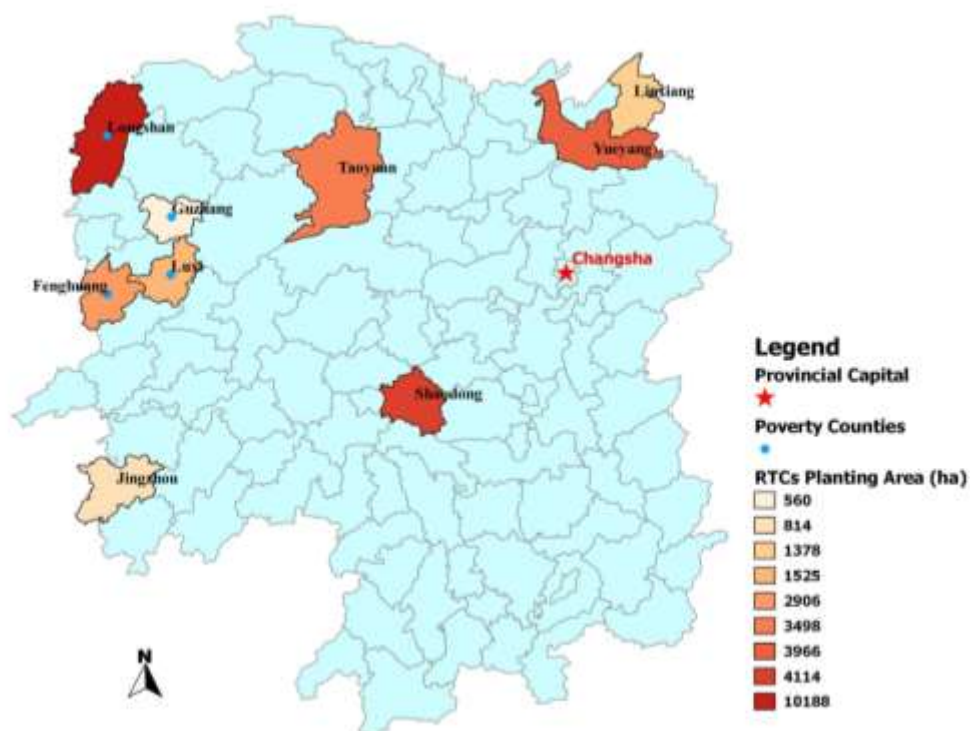 Linxiang
Longshan
Yueyang
Taoyuan
Guzhang
Changsha
Luxi
Fenghuang
Shaodong
Jingzhou
N
Legend
Provincial Capital
Poverty Counties
RTCs Planting Area (ha)
560
814
1378
1525
2906
3498
3966
4114
10188